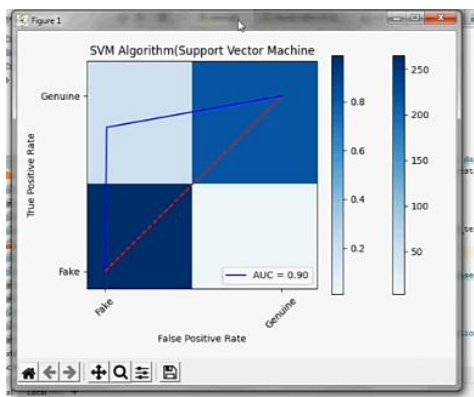 Figure 1
SVM Algorithm(Support Vector Machine
Genuine
Fake
True Positive Rate
Fake
Genuine
False Positive Rate
AUC = 0.90
0.8
0.6
0.4
0.2
250
200
150
100
50